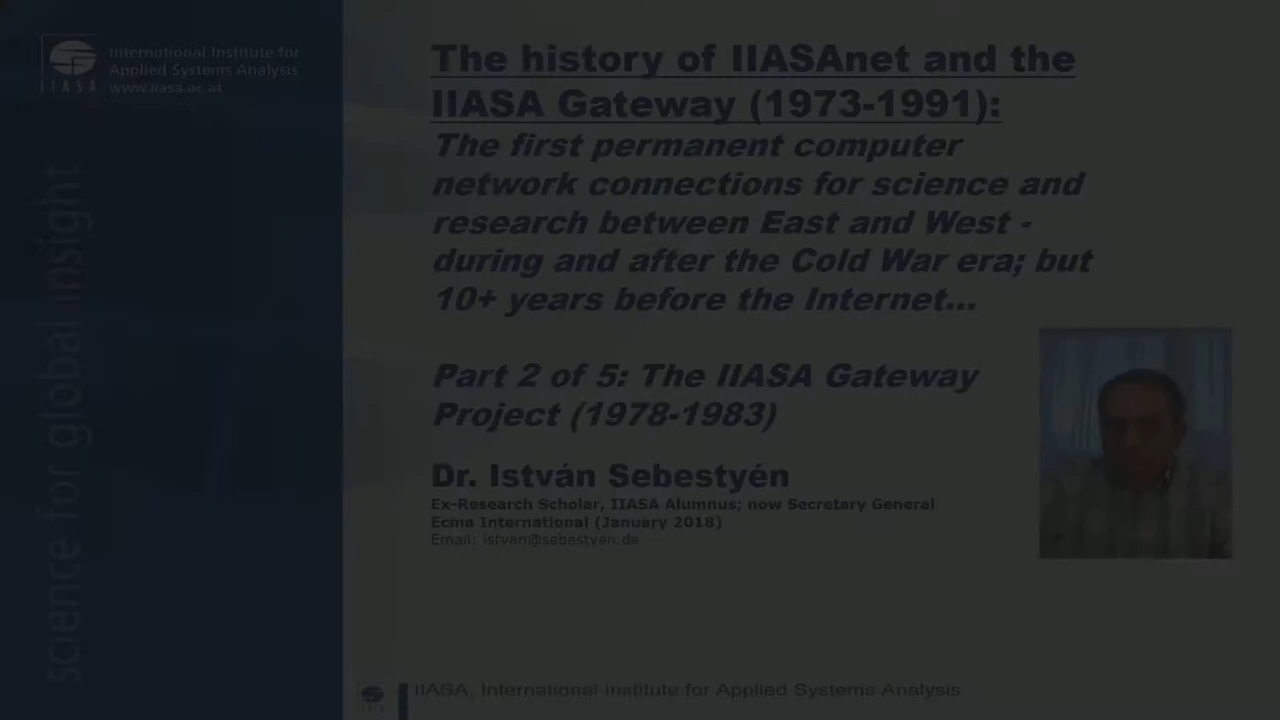 International Institute for
Applied Systems Analysis
www.iiasa.ac.at
IIASA
science for global insight
The history of IIASAnet and the
IIASA Gateway (1973-1991):
The first permanent computer
network connections for science and
research between East and West -
during and after the Cold War era; but
10+ years before the Internet...
Part 2 of 5: The IIASA Gateway
Project (1978-1983)
Dr. István Sebestyén
Ex-Research Scholar, IIASA Alumnus; now Secretary General
Ecma International (January 2018)
Email: istvan@sebestyen.de
IIASA, International Institute for Applied Systems Analysis